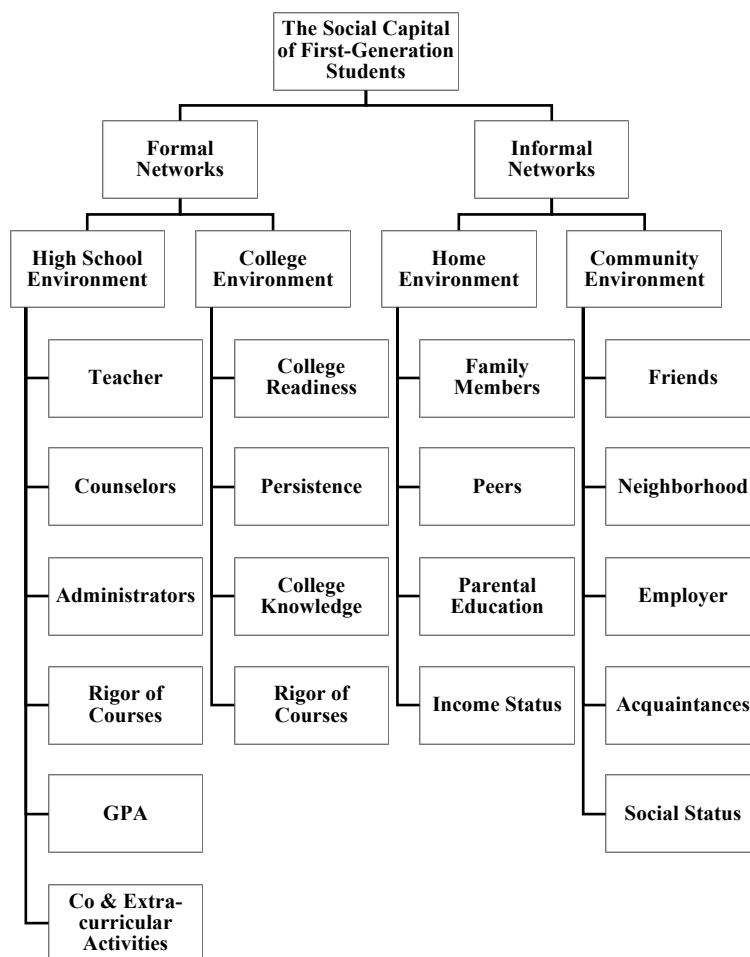 The Social Capital
of First-Generation
Students
Formal
Networks
Informal
Networks
High School
Environment
College
Environment
Home
Environment
Community
Environment
Teacher
Counselors
Administrators
Rigor of
Courses
GPA
Co & Extra-
curricular
Activities
College
Readiness
Persistence
College
Knowledge
Rigor of
Courses
Family
Members
Peers
Parental
Education
Income Status
Friends
Neighborhood
Employer
Acquaintances
Social Status